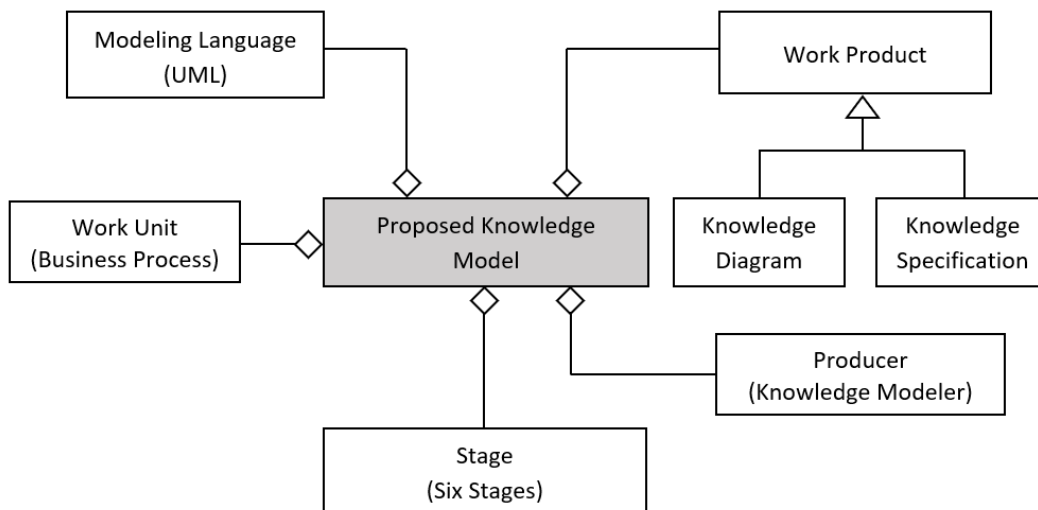 Modeling Language
(UML)
Work Product
Work Unit
(Business Process)
Proposed Knowledge
Model
Knowledge
Diagram
Knowledge
Specification
Producer
(Knowledge Modeler)
Stage
(Six Stages)